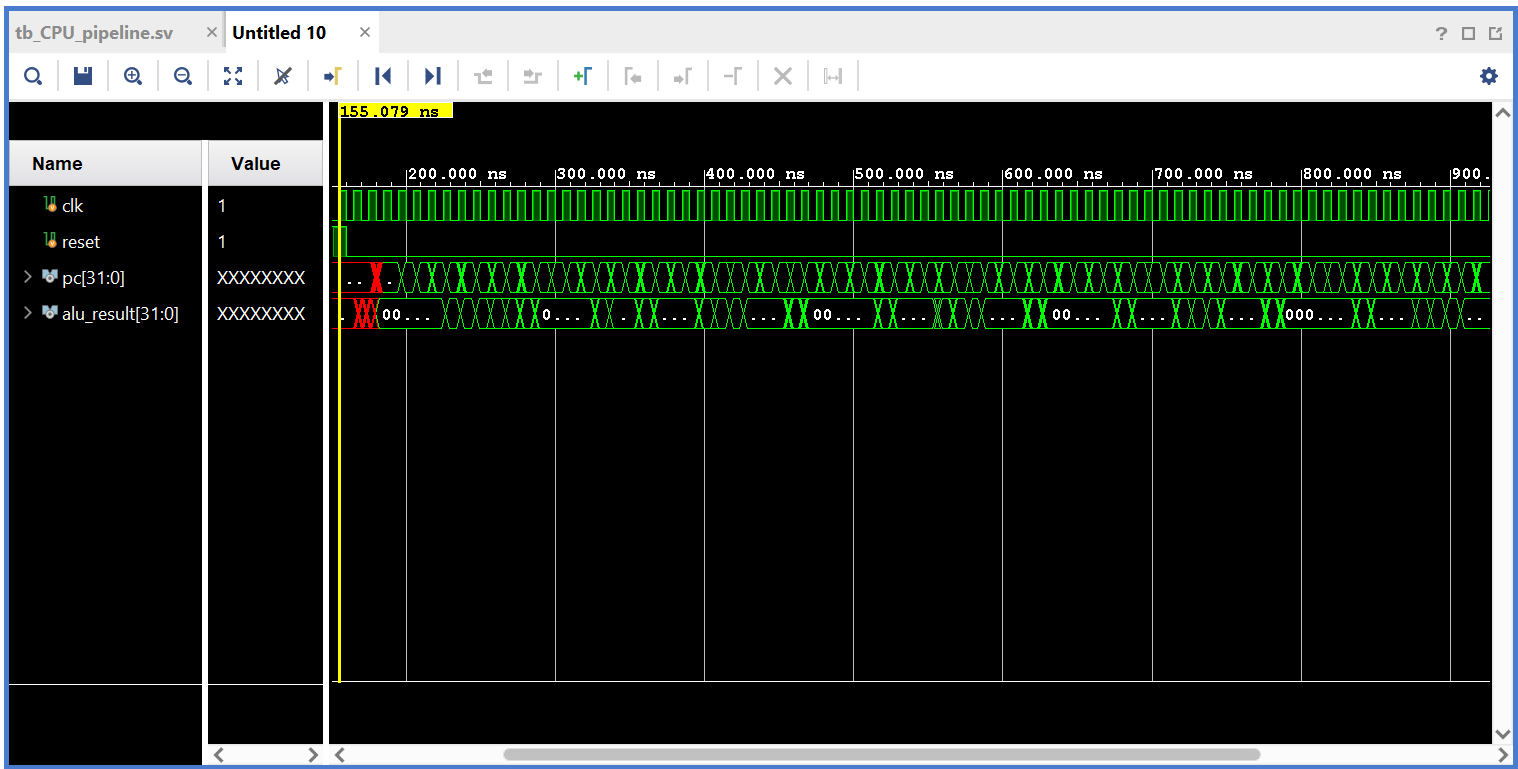 tb_CPU_pipeline.sv
Untitled 10
155.079 ns
Name Value
200.000 ns 300.000 ns 400.000 ns 500.000 ns 600.000 ns 700.000 ns 800.000 ns 900.
clk 1
reset 1
pc[31:0] XXXXXXXX .. .
alu_result[31:0] XXXXXXXX . 00... 0... ... . ... ... ... 00... ... ... ... 00... ... ... ... 000... ... ..